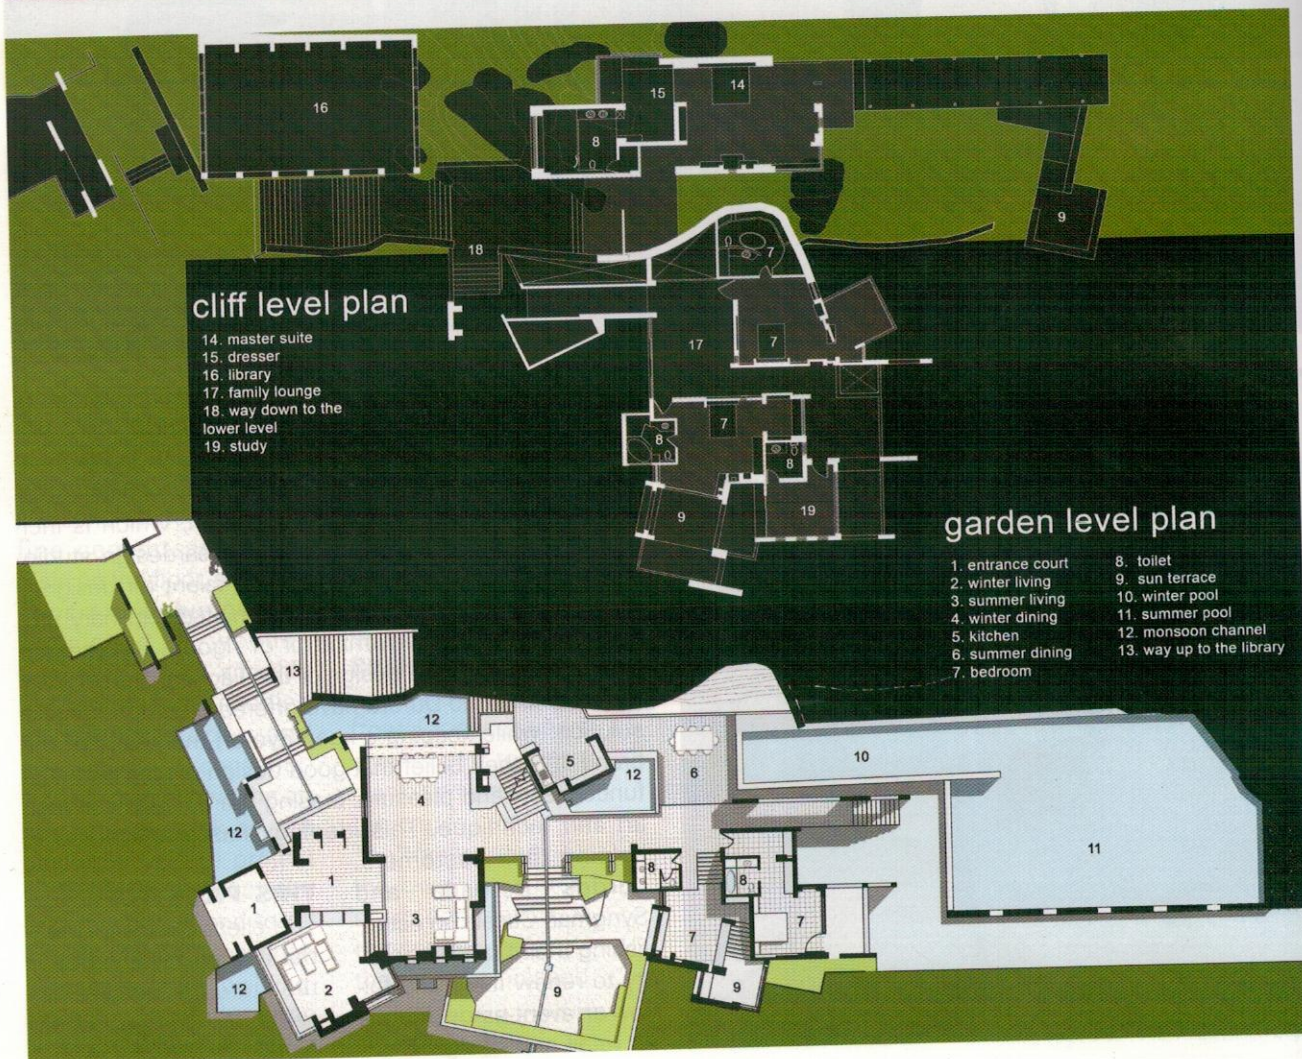 16
15
14
8
9
18
7
cliff level plan
14. master suite
15. dresser
16. library
17. family lounge
18. way down to the
lower level
19. study
17
7
7
8
8
9
19
garden level plan
1. entrance court
2. winter living
3. summer living
4. winter dining
5. kitchen
6. summer dining
7. bedroom
8. toilet
9. sun terrace
10. winter pool
11. summer pool
12. monsoon channel
13. way up to the library
13
12
5
6
10
12
4
12
11
8
8
1
1
3
7
7
2
12
9
9